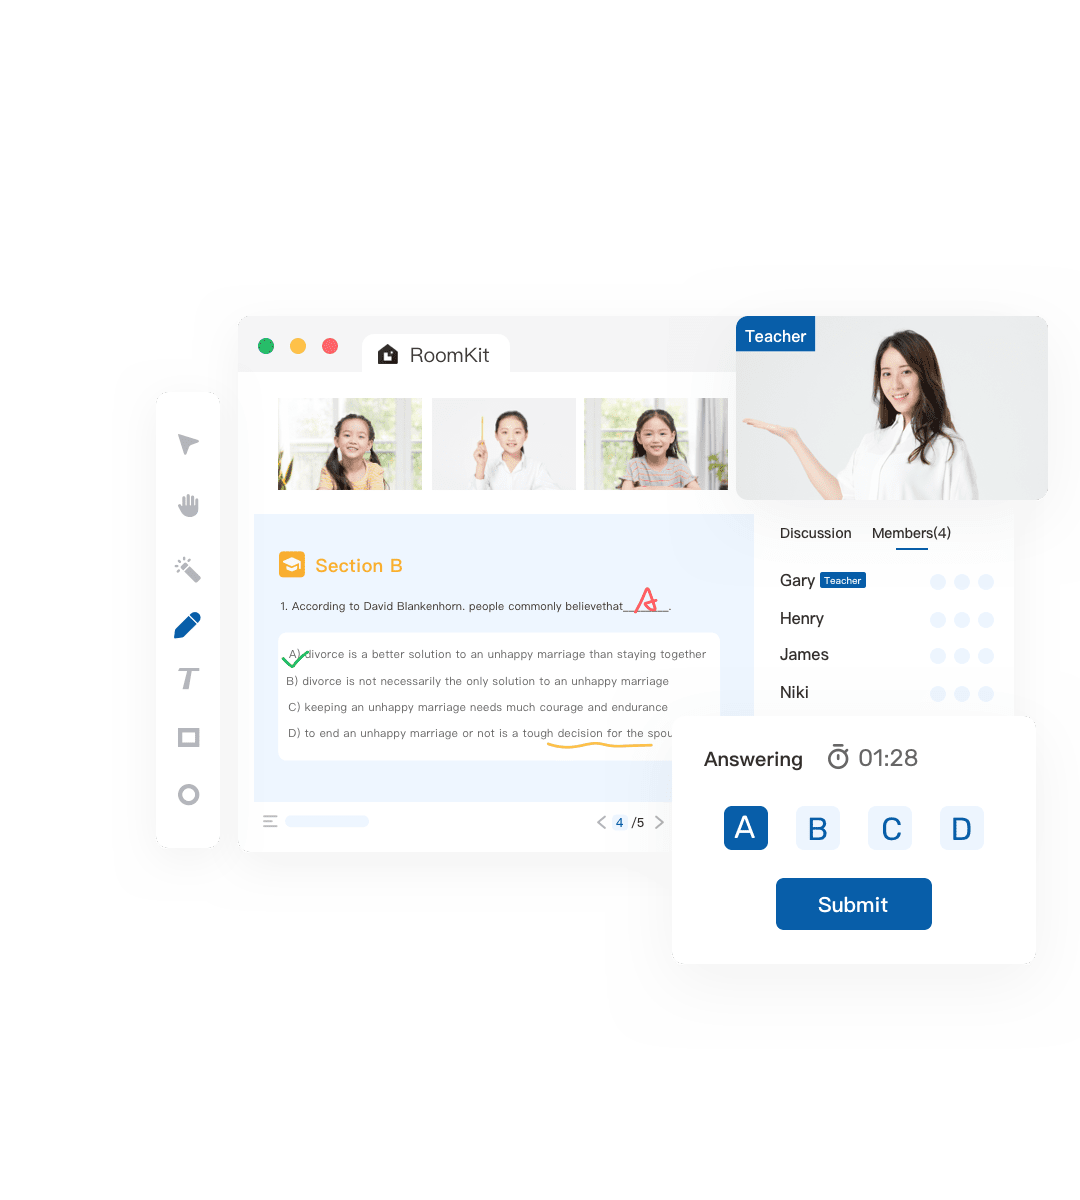 RoomKit
Teacher
Section B
1. According to David Blankenhorn. people commonly believethat________.
A
A) divorce is a better solution to an unhappy marriage than staying together
B) divorce is not necessarily the only solution to an unhappy marriage
C) keeping an unhappy marriage needs much courage and endurance
D) to end an unhappy marriage or not is a tough decision for the spou
4 /5
Discussion Members(4)
Gary Teacher
Henry
James
Niki
Answering 01:28
A B C D
Submit